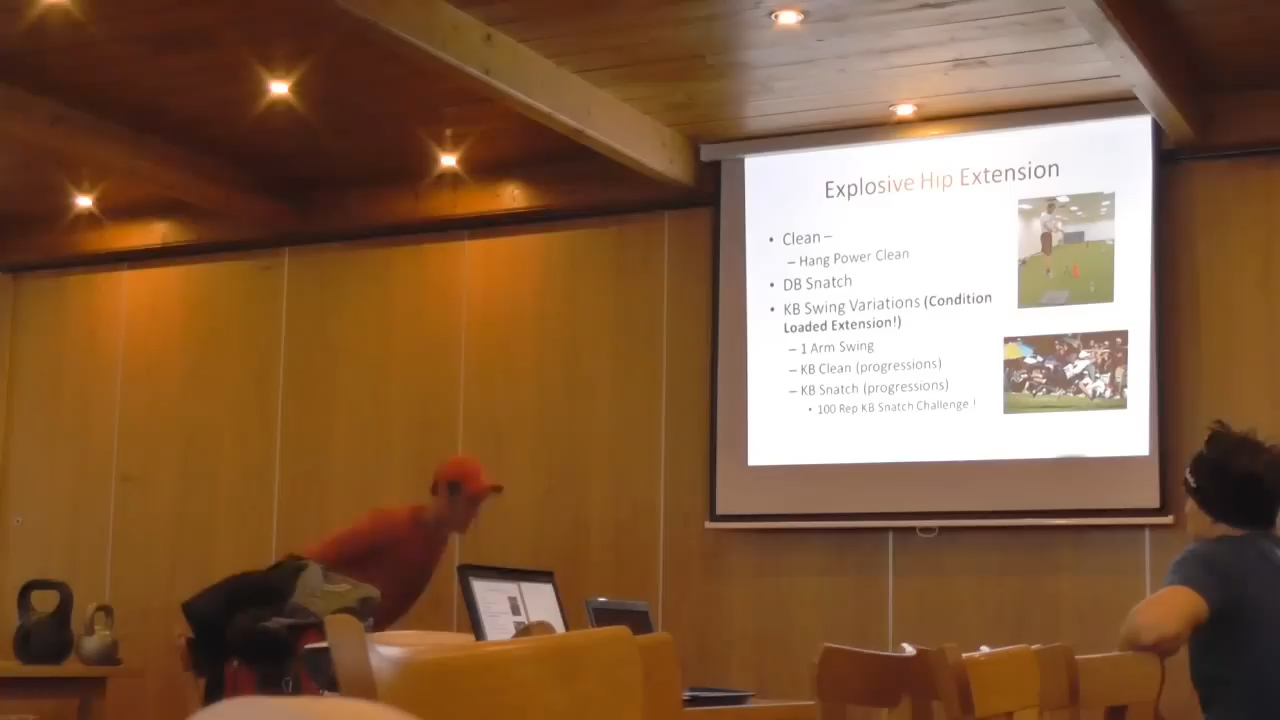 Explosive Hip Extension
• Clean –
– Hang Power Clean
• DB Snatch
• KB Swing Variations (Condition
Loaded Extension!)
– 1 Arm Swing
– KB Clean (progressions)
– KB Snatch (progressions)
• 100 Rep KB Snatch Challenge !